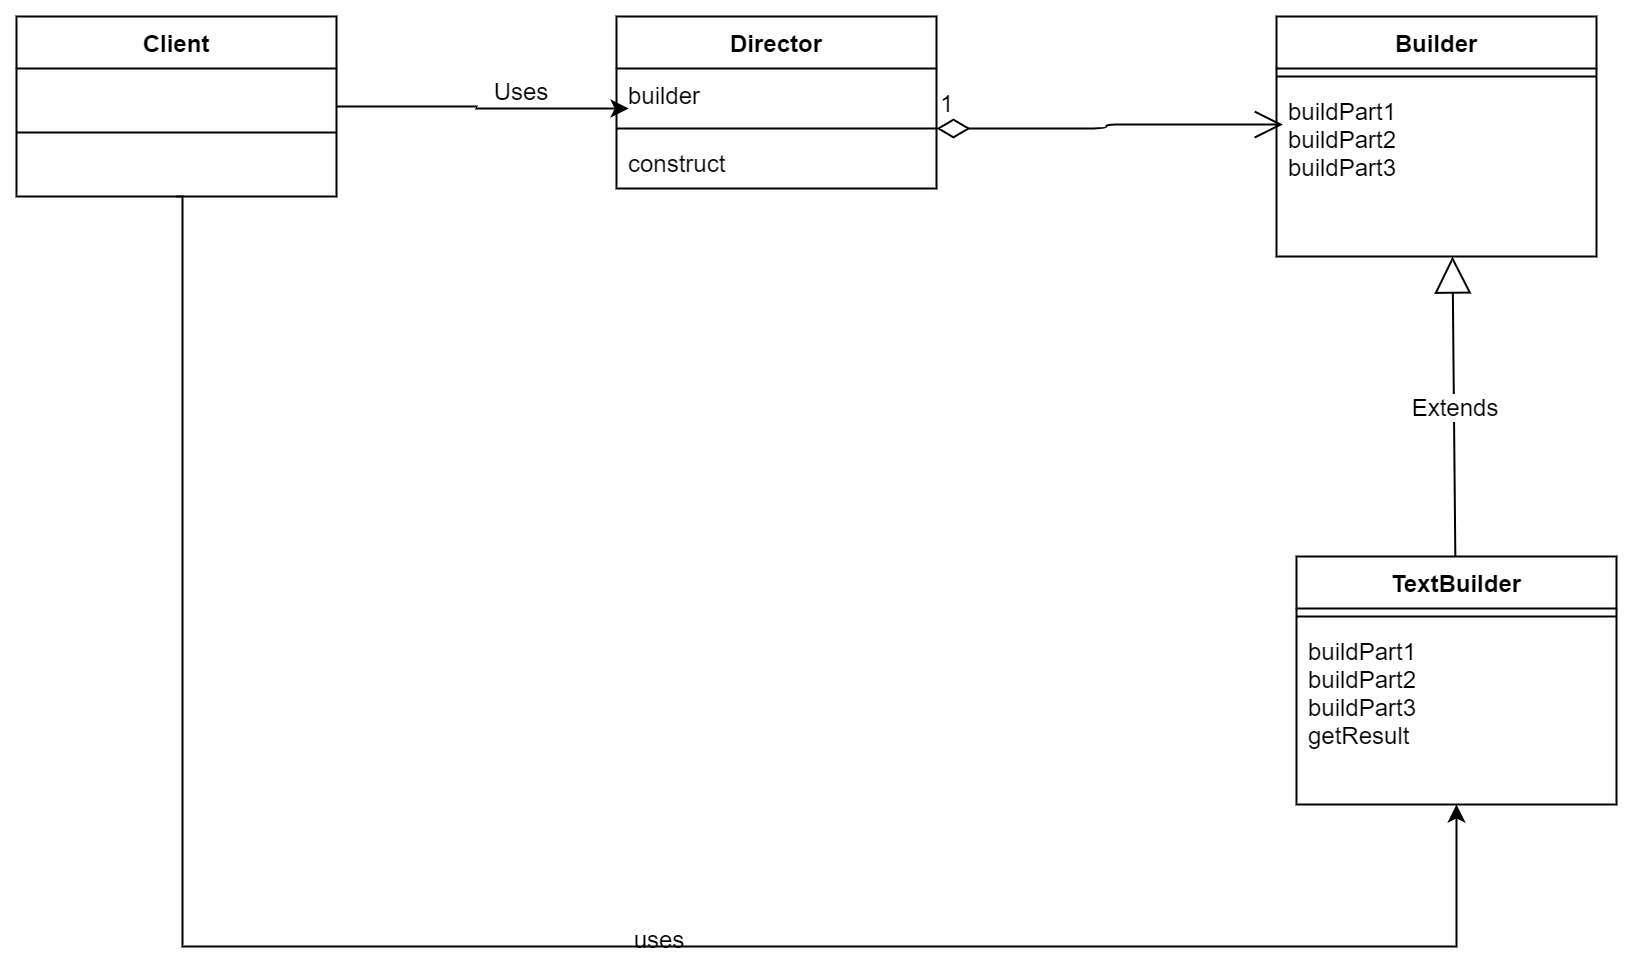 Client
Uses
Director
builder
construct
1
Builder
buildPart1
buildPart2
buildPart3
Extends
TextBuilder
buildPart1
buildPart2
buildPart3
getResult
uses